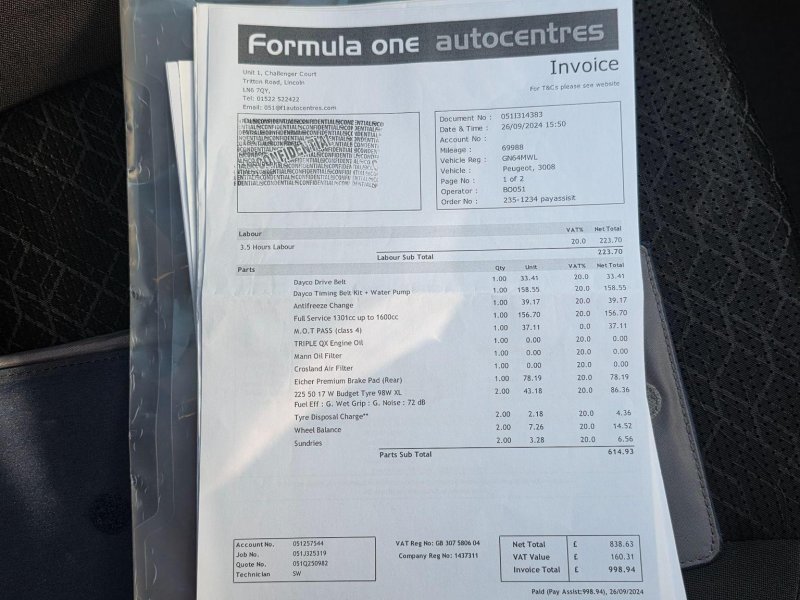 Formula one autocentres
Invoice
For T&Cs please see website
Unit 1, Challenger Court
Tritton Road, Lincoln
LN6 7QY,
Tel: 01522 522422
Email: 051@f1autocentres.com
CONFIDENTIAL
Document No : 051I314383
Date & Time : 26/09/2024 15:50
Account No :
Mileage : 69988
Vehicle Reg : GN64MWL
Vehicle : Peugeot, 3008
Page No : 1 of 2
Operator : BO051
Order No : 235-1234 payassisit
Labour VAT% Net Total
3.5 Hours Labour 20.0 223.70
Labour Sub Total 223.70
Parts Qty Unit VAT% Net Total
Dayco Drive Belt 1.00 33.41 20.0 33.41
Dayco Timing Belt Kit + Water Pump 1.00 158.55 20.0 158.55
Antifreeze Change 1.00 39.17 20.0 39.17
Full Service 1301cc up to 1600cc 1.00 156.70 20.0 156.70
M.O.T PASS (class 4) 1.00 37.11 0.0 37.11
TRIPLE QX Engine Oil 1.00 0.00 20.0 0.00
Mann Oil Filter 1.00 0.00 20.0 0.00
Crosland Air Filter 1.00 0.00 20.0 0.00
Eicher Premium Brake Pad (Rear) 1.00 78.19 20.0 78.19
225 50 17 W Budget Tyre 98W XL 2.00 43.18 20.0 86.36
Fuel Eff : G. Wet Grip : G. Noise : 72 dB
Tyre Disposal Charge** 2.00 2.18 20.0 4.36
Wheel Balance 2.00 7.26 20.0 14.52
Sundries 2.00 3.28 20.0 6.56
Parts Sub Total 614.93
Account No. 051257544
Job No. 051J325319
Quote No. 051Q250982
Technician SW
VAT Reg No: GB 307 5806 04
Company Reg No: 1437311
Net Total £ 838.63
VAT Value £ 160.31
Invoice Total £ 998.94
Paid (Pay Assist:998.94), 26/09/2024